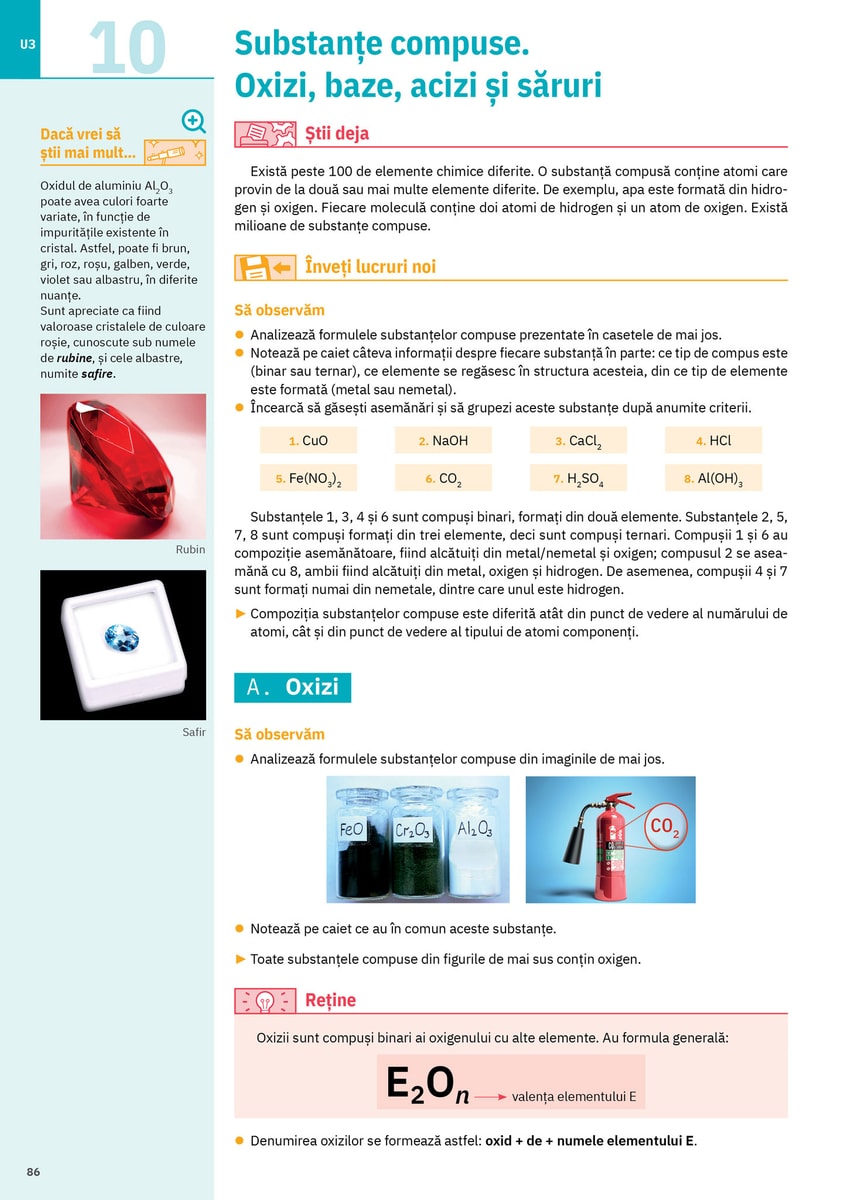 U3
10
Substanțe compuse.
Oxizi, baze, acizi și săruri
Dacă vrei să
știi mai mult...
Oxidul de aluminiu Al₂O₃
poate avea culori foarte
variate, în funcție de
impuritățile existente în
cristal. Astfel, poate fi brun,
gri, roz, roșu, galben, verde,
violet sau albastru, în diferite
nuanțe.
Sunt apreciate ca fiind
valoroase cristalele de culoare
roșie, cunoscute sub numele
de rubine, și cele albastre,
numite safire.
Rubin
Safir
Știi deja
Există peste 100 de elemente chimice diferite. O substanță compusă conține atomi care
provin de la două sau mai multe elemente diferite. De exemplu, apa este formată din hidro-
gen și oxigen. Fiecare moleculă conține doi atomi de hidrogen și un atom de oxigen. Există
milioane de substanțe compuse.
Înveți lucruri noi
Să observăm
● Analizează formulele substanțelor compuse prezentate în casetele de mai jos.
● Notează pe caiet câteva informații despre fiecare substanță în parte: ce tip de compus este
(binar sau ternar), ce elemente se regăsesc în structura acesteia, din ce tip de elemente
este formată (metal sau nemetal).
● Încearcă să găsești asemănări și să grupezi aceste substanțe după anumite criterii.
1. CuO 2. NaOH 3. CaCl₂ 4. HCl
5. Fe(NO₃)₂ 6. CO₂ 7. H₂SO₄ 8. Al(OH)₃
Substanțele 1, 3, 4 și 6 sunt compuși binari, formați din două elemente. Substanțele 2, 5,
7, 8 sunt compuși formați din trei elemente, deci sunt compuși ternari. Compușii 1 și 6 au
compoziție asemănătoare, fiind alcătuiți din metal/nemetal și oxigen; compusul 2 se asea-
mănă cu 8, ambii fiind alcătuiți din metal, oxigen și hidrogen. De asemenea, compușii 4 și 7
sunt formați numai din nemetale, dintre care unul este hidrogen.
► Compoziția substanțelor compuse este diferită atât din punct de vedere al numărului de
atomi, cât și din punct de vedere al tipului de atomi componenți.
A. Oxizi
Să observăm
● Analizează formulele substanțelor compuse din imaginile de mai jos.
FeO Cr₂O₃ Al₂O₃
CO₂
● Notează pe caiet ce au în comun aceste substanțe.
► Toate substanțele compuse din figurile de mai sus conțin oxigen.
Reține
Oxizii sunt compuși binari ai oxigenului cu alte elemente. Au formula generală:
E₂Oₙ → valența elementului E
● Denumirea oxizilor se formează astfel: oxid + de + numele elementului E.
86